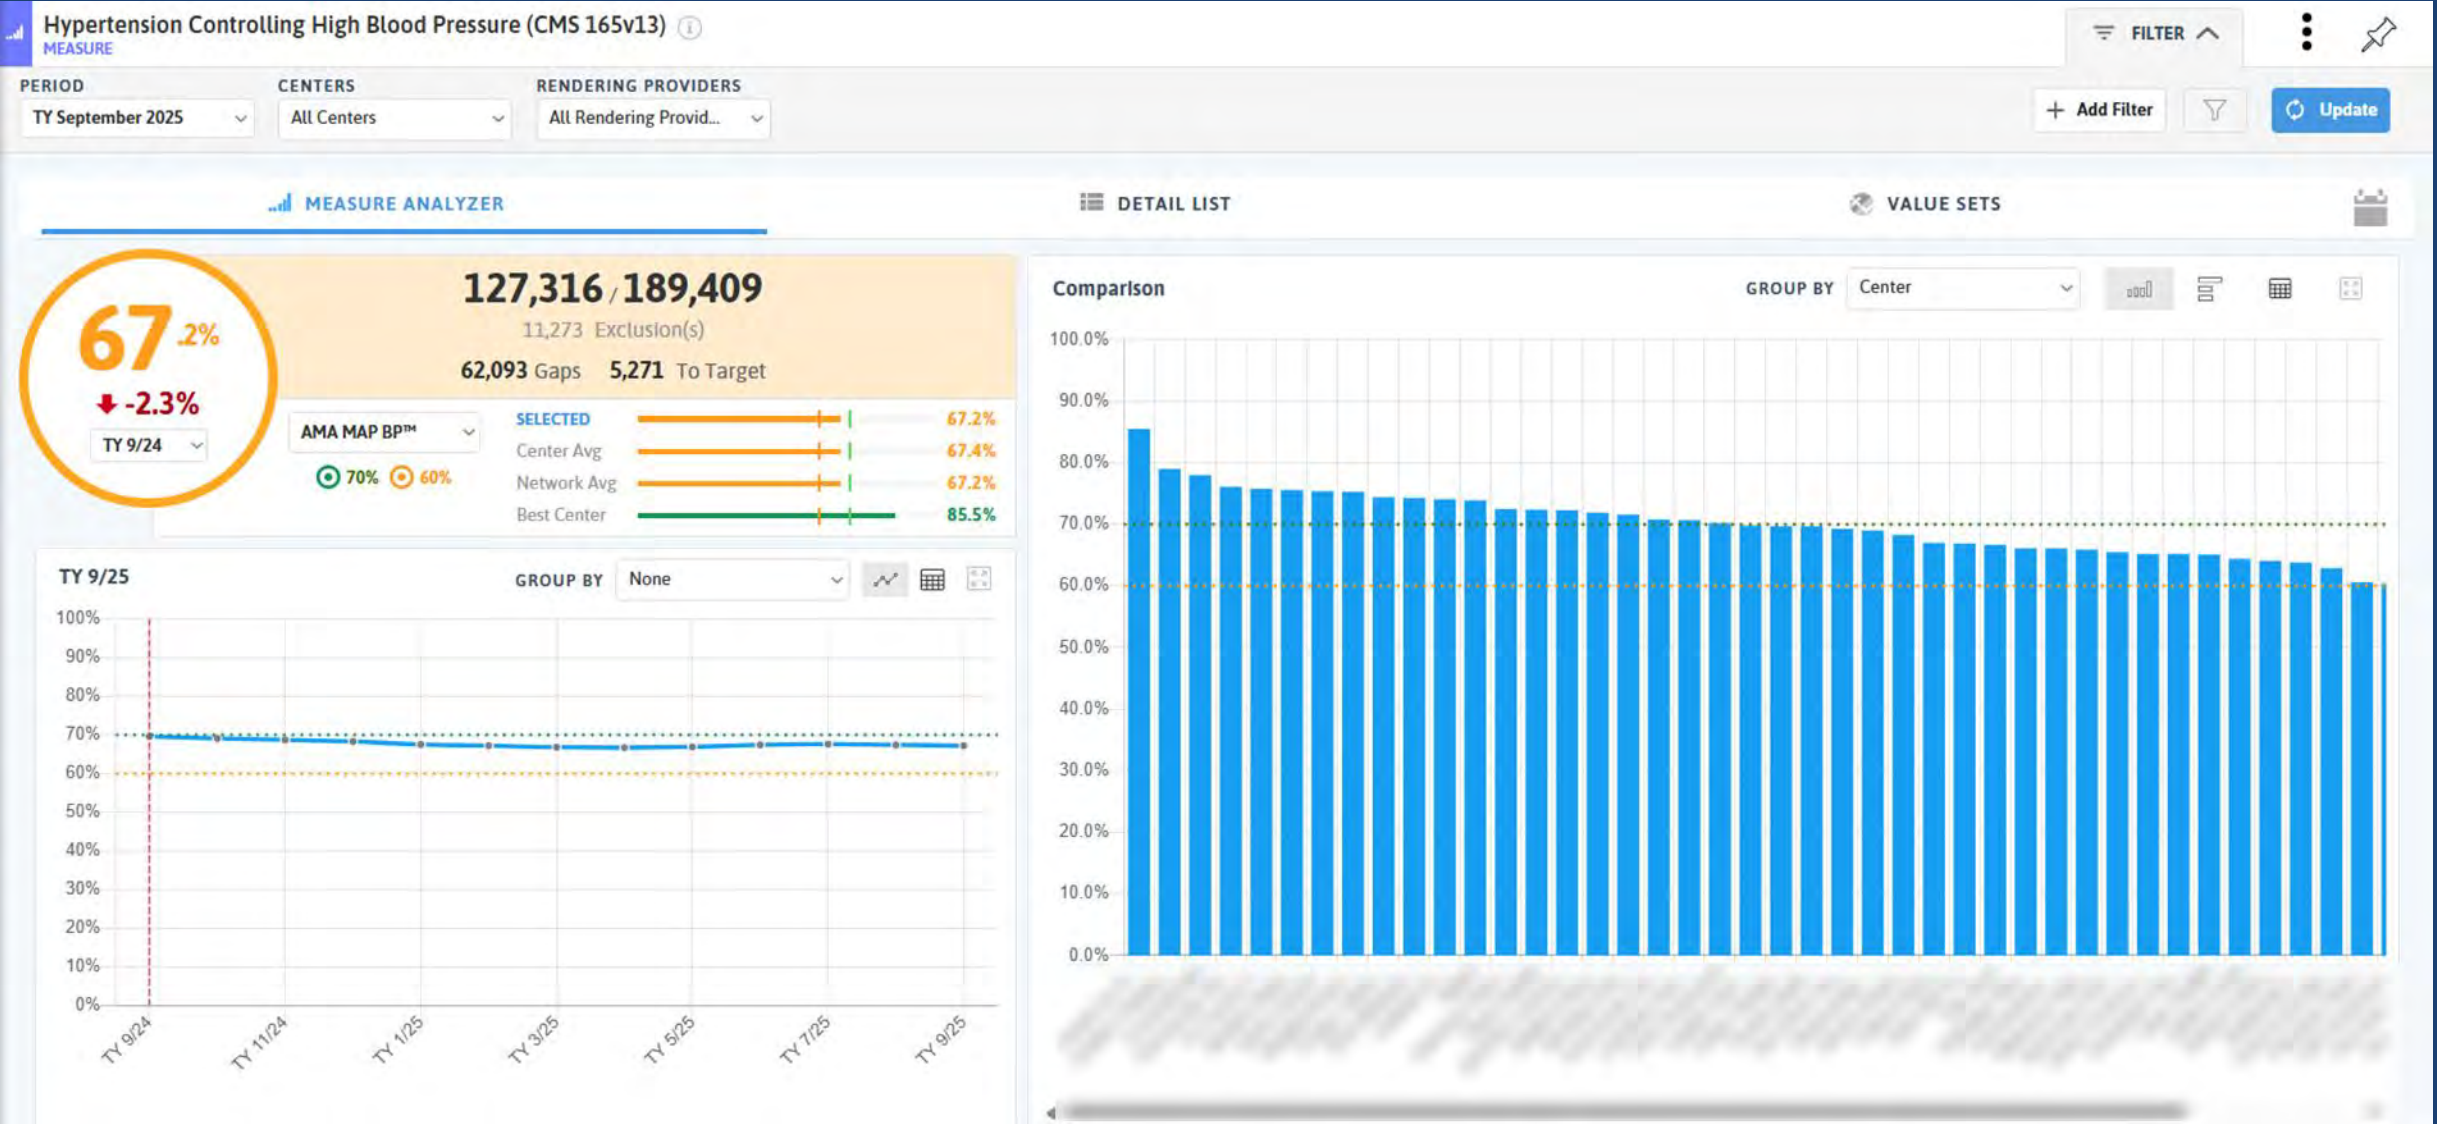 Hypertension Controlling High Blood Pressure (CMS 165v13)
MEASURE
FILTER
PERIOD
CENTERS
RENDERING PROVIDERS
TY September 2025
All Centers
All Rendering Provid...
+ Add Filter
Update
MEASURE ANALYZER
DETAIL LIST
VALUE SETS
67.2%
-2.3%
TY 9/24
127,316 / 189,409
11,273 Exclusion(s)
62,093 Gaps 5,271 To Target
AMA MAP BP™
70% 60%
SELECTED 67.2%
Center Avg 67.4%
Network Avg 67.2%
Best Center 85.5%
TY 9/25
GROUP BY None
100%
90%
80%
70%
60%
50%
40%
30%
20%
10%
0%
TY 9/24
TY 11/24
TY 1/25
TY 3/25
TY 5/25
TY 7/25
TY 9/25
Comparison
GROUP BY Center
100.0%
90.0%
80.0%
70.0%
60.0%
50.0%
40.0%
30.0%
20.0%
10.0%
0.0%